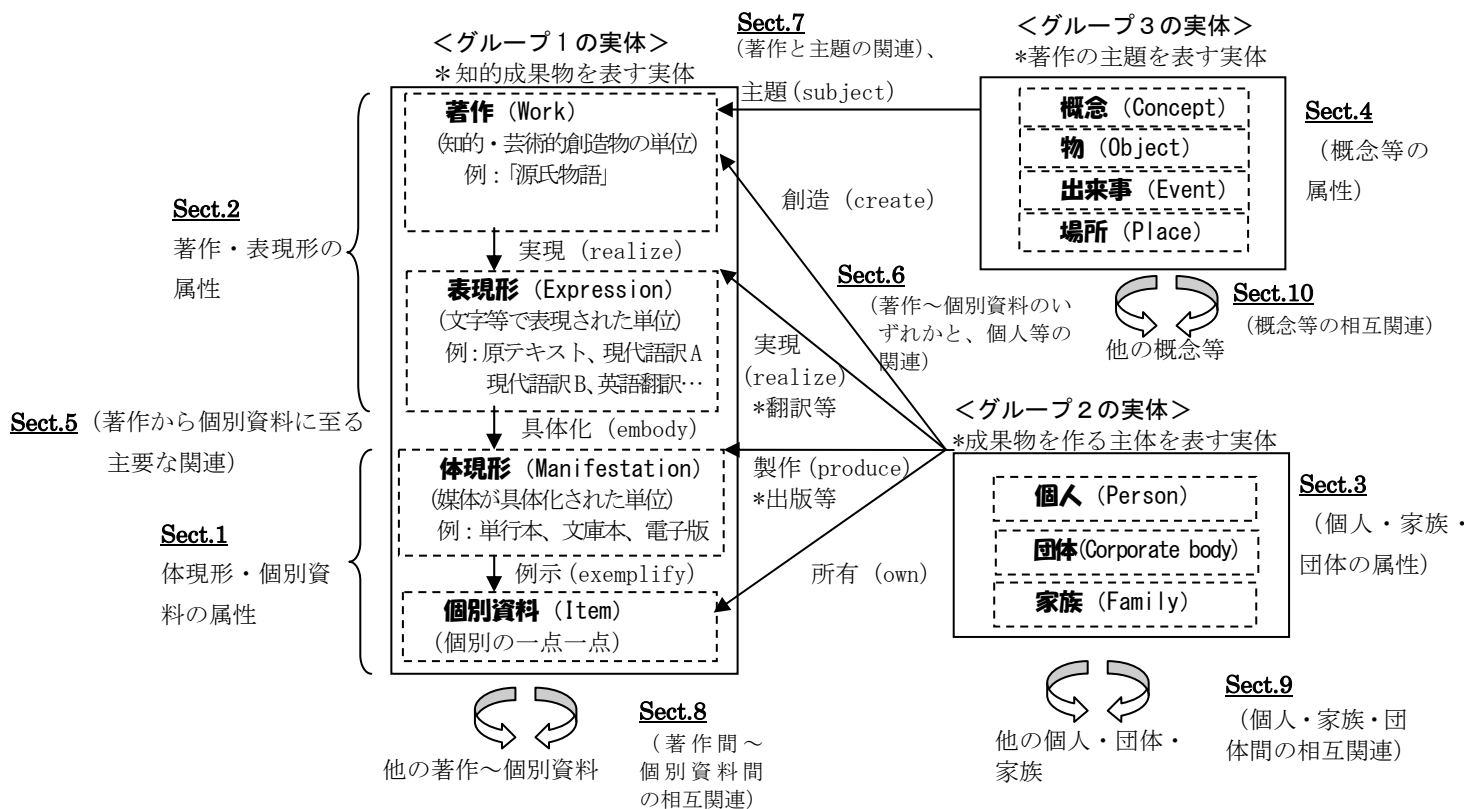 ＜グループ１の実体＞
＊知的成果物を表す実体
著作 (Work)
(知的・芸術的創造物の単位)
例：「源氏物語」
実現 (realize)
表現形 (Expression)
(文字等で表現された単位)
例：原テキスト、現代語訳A
現代語訳B、英語翻訳…
具体化 (embody)
体現形 (Manifestation)
(媒体が具体化された単位)
例：単行本、文庫本、電子版
例示 (exemplify)
個別資料 (Item)
(個別の一点一点)
他の著作～個別資料
Sect.8
（著作間～
個別資料間
の相互関連）
Sect.2
著作・表現形の
属性
Sect.5（著作から個別資料に至る
主要な関連）
Sect.1
体現形・個別資
料の属性
Sect.7
(著作と主題の関連)、
主題(subject)
創造 (create)
Sect.6
(著作～個別資料のい
ずれかと、個人等の
関連）
実現
(realize)
*翻訳等
製作(produce)
*出版等
所有 (own)
＜グループ３の実体＞
*著作の主題を表す実体
概念 (Concept)
物 (Object)
出来事 (Event)
場所 (Place)
Sect.4
（概念等の
属性）
Sect.10
(概念等の相互関連）
他の概念等
＜グループ２の実体＞
*成果物を作る主体を表す実体
個人 (Person)
団体(Corporate body)
家族 (Family)
Sect.3
（個人・家族・
団体の属性）
他の個人・団体・
家族
Sect.9
（個人・家族・団
体間の相互関連）